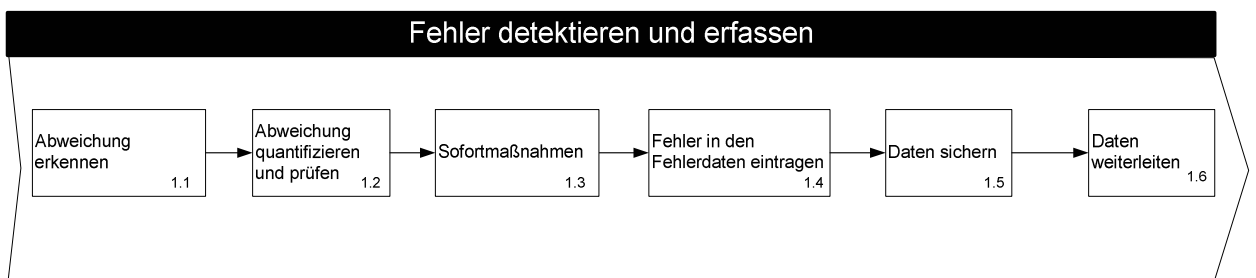 Fehler detektieren und erfassen
Abweichung
erkennen
1.1
Abweichung
quantifizieren
und prüfen
1.2
Sofortmaßnahmen
1.3
Fehler in den
Fehlerdaten eintragen
1.4
Daten sichern
1.5
Daten
weiterleiten
1.6